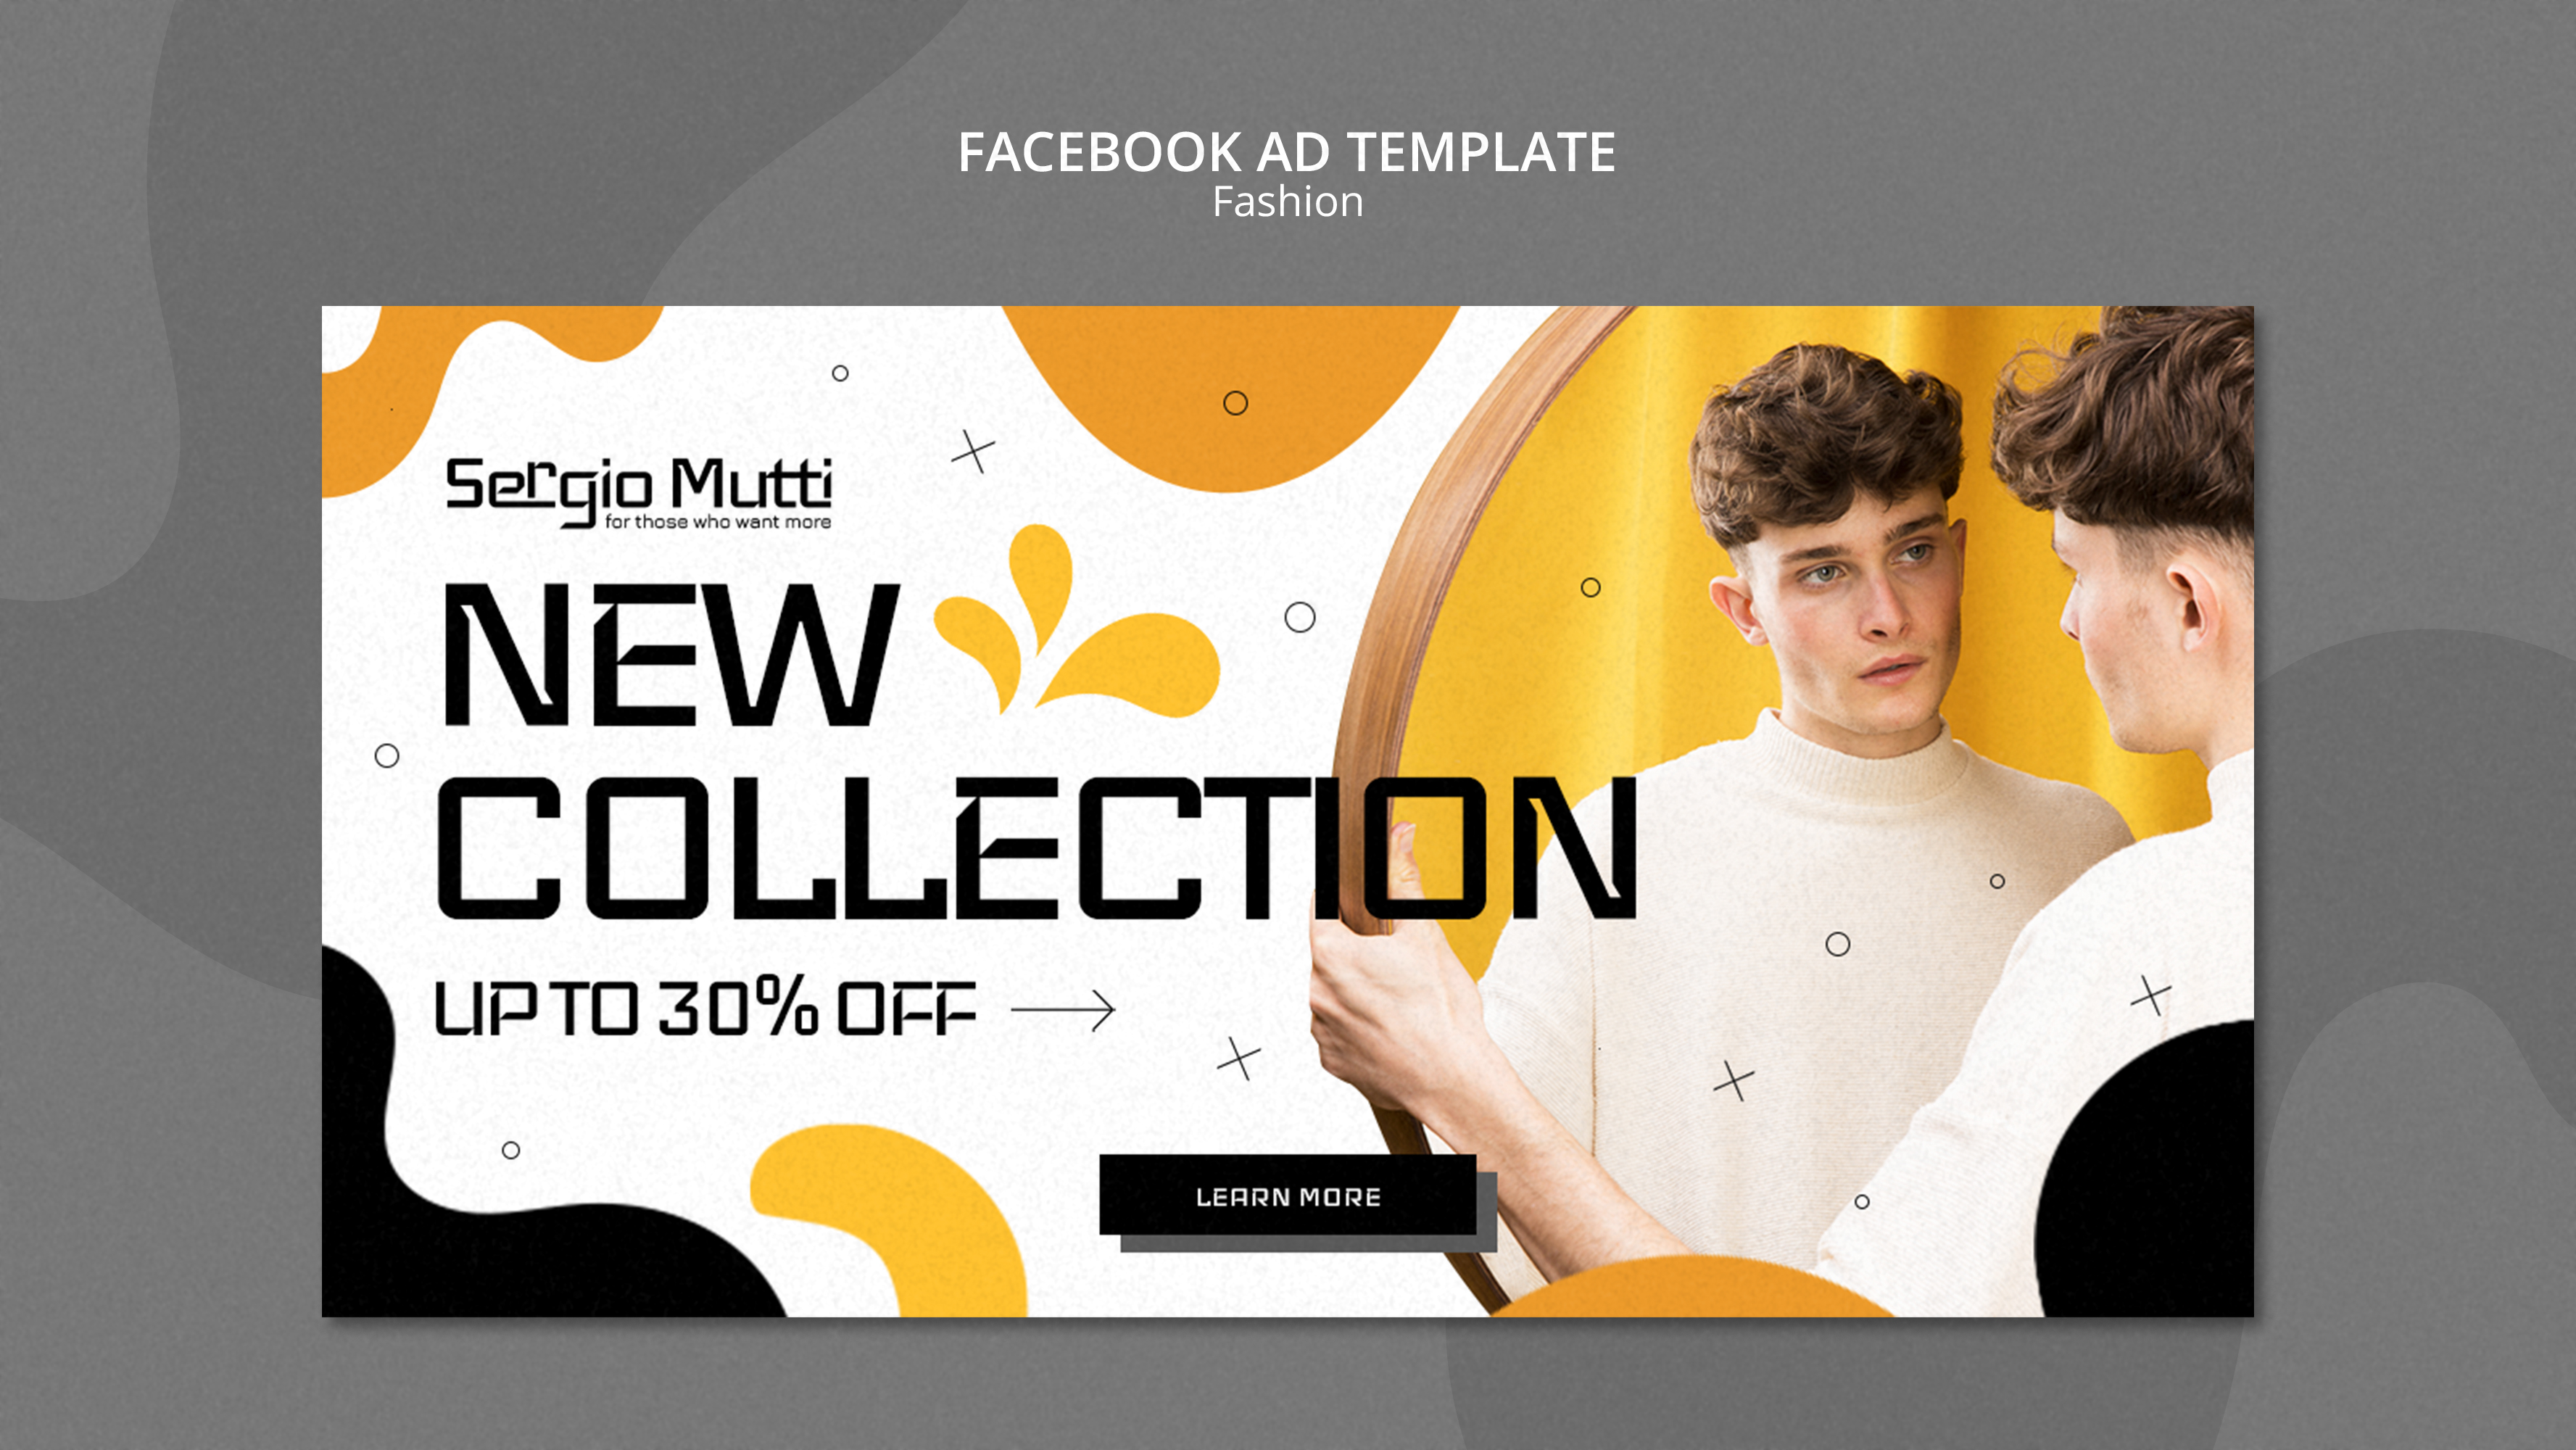 FACEBOOK AD TEMPLATE
Fashion
Sergio Mutti
for those who want more
NEW
COLLECTION
UP TO 30% OFF
LEARN MORE